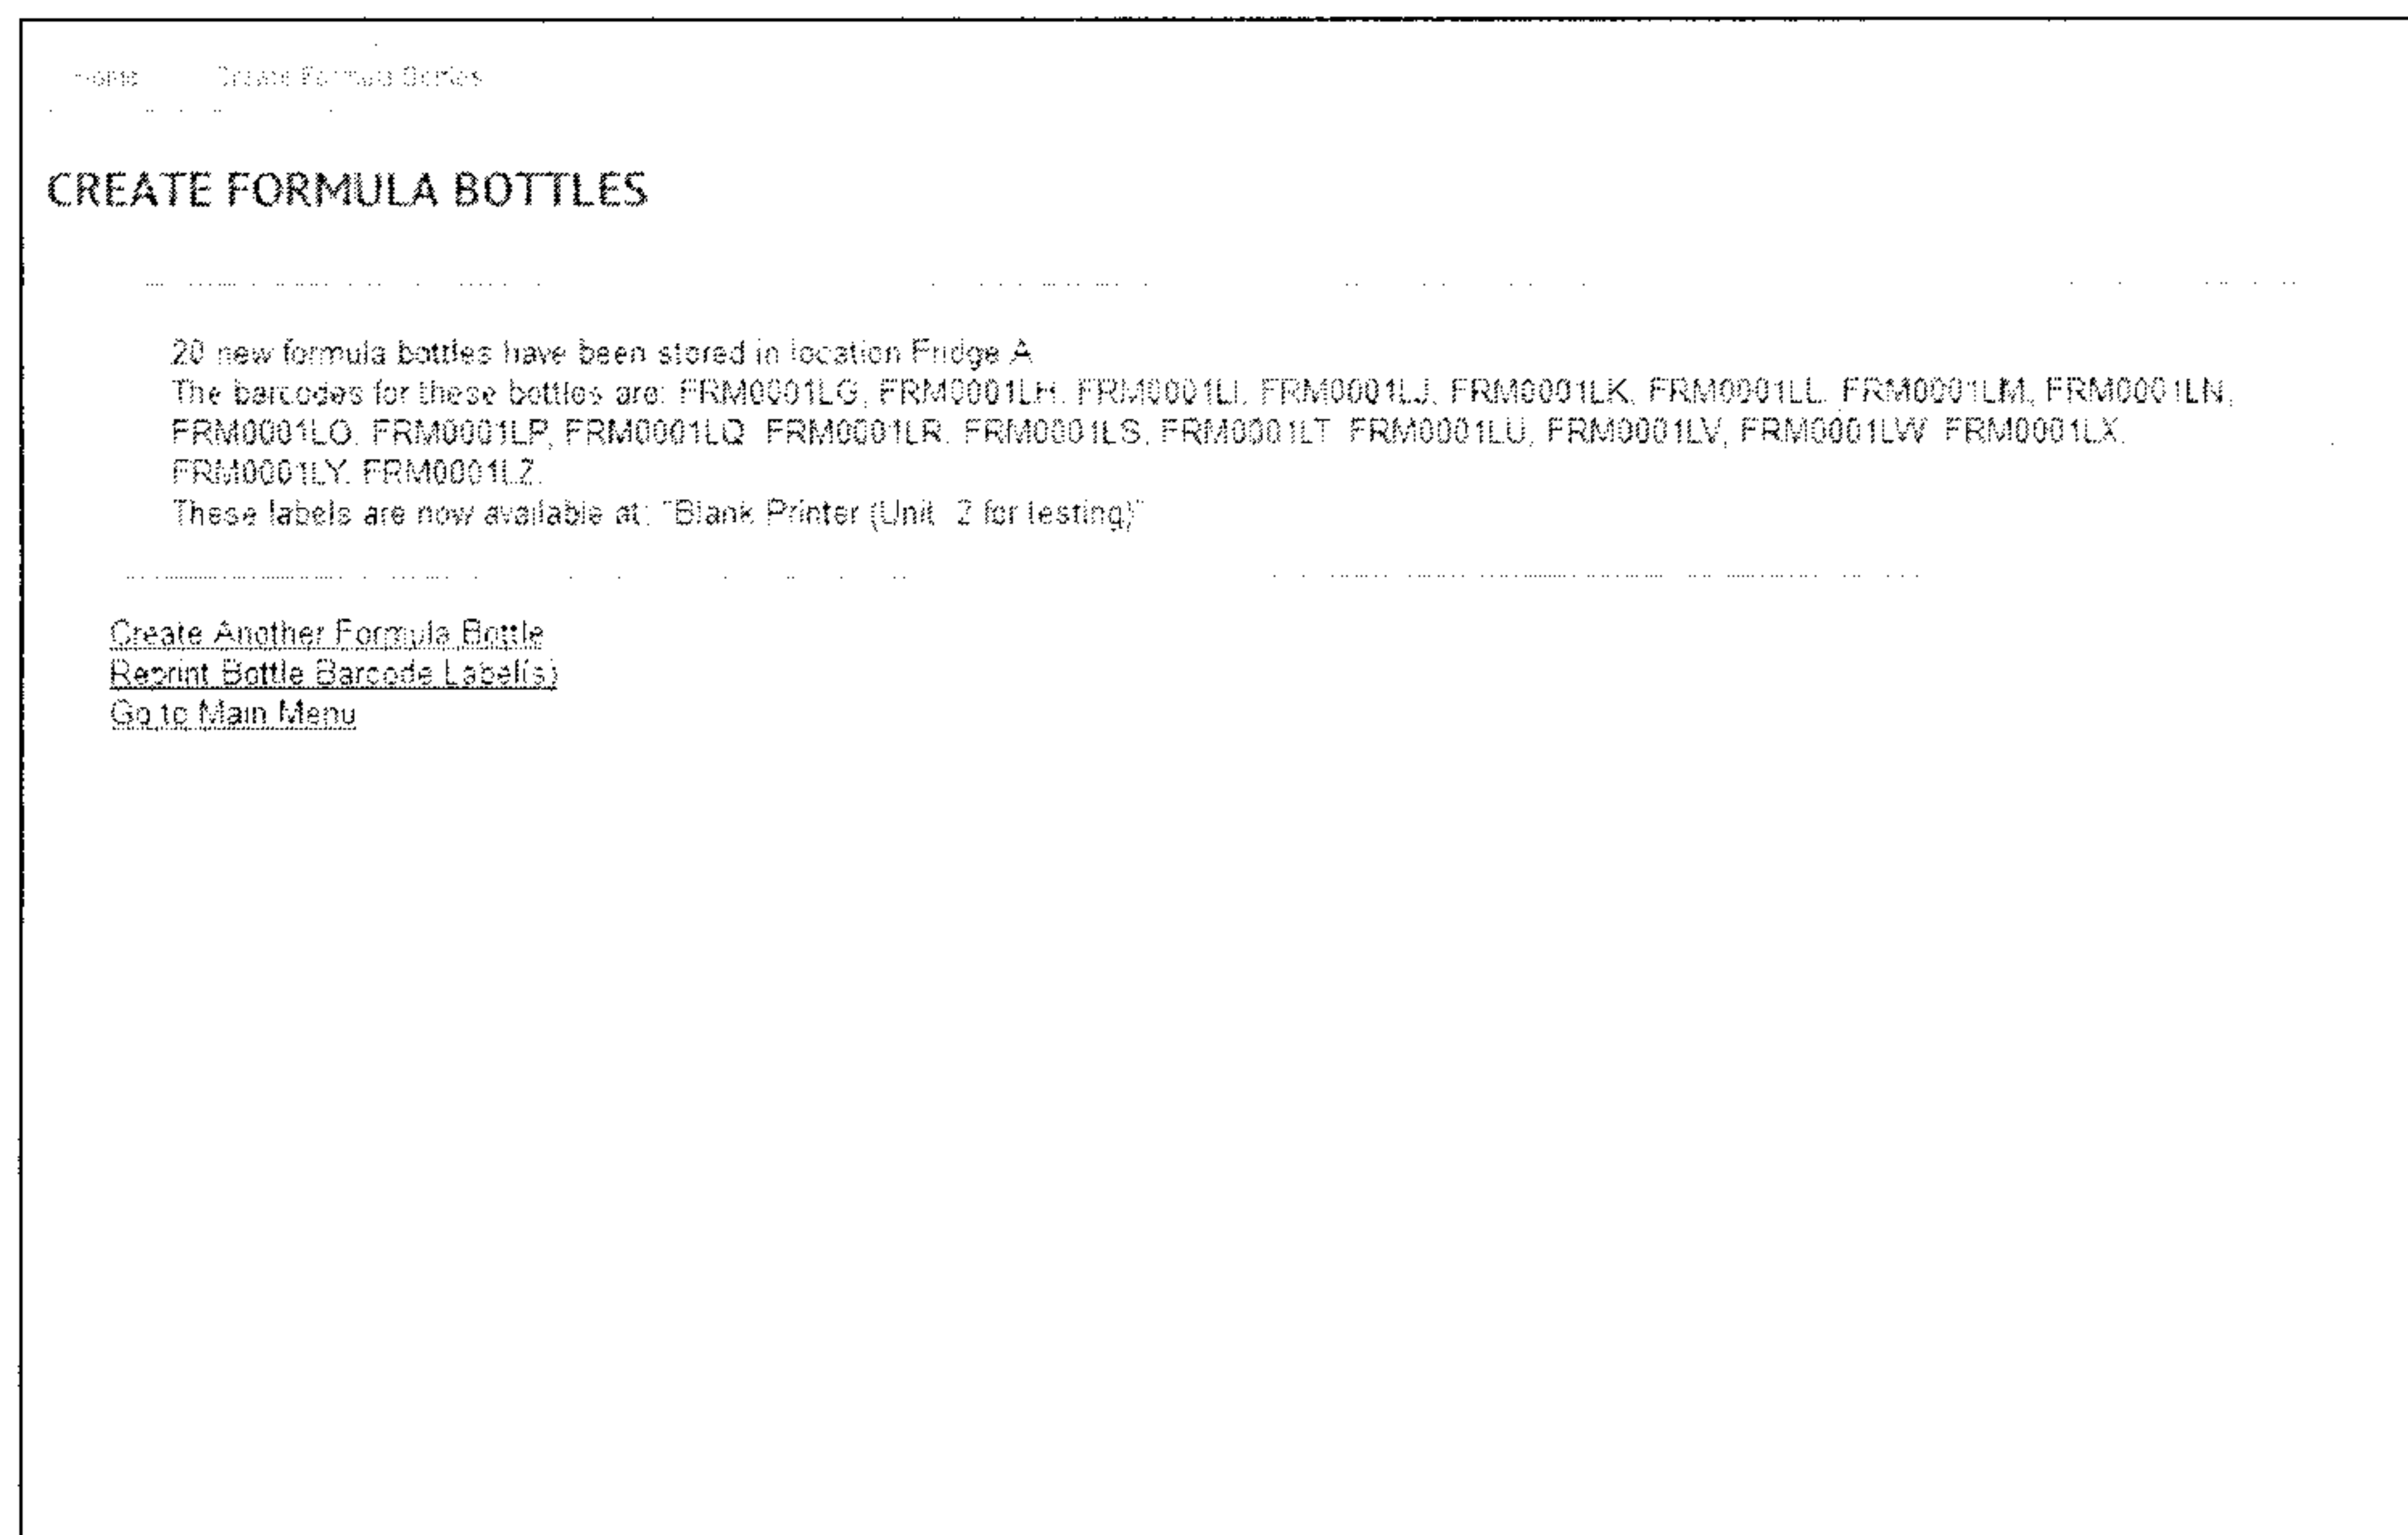 Home Create Formula Bottles
CREATE FORMULA BOTTLES
20 new formula bottles have been stored in location Fridge A
The barcodes for these bottles are: FRM0001LG, FRM0001LH, FRM0001LI, FRM0001LJ, FRM0001LK, FRM0001LL, FRM0001LM, FRM0001LN,
FRM0001LO, FRM0001LP, FRM0001LQ, FRM0001LR, FRM0001LS, FRM0001LT, FRM0001LU, FRM0001LV, FRM0001LW, FRM0001LX,
FRM0001LY, FRM0001LZ.
These labels are now available at: "Blank Printer (Unit 2 for testing)"
Create Another Formula Bottle
Reprint Bottle Barcode Label(s)
Go to Main Menu